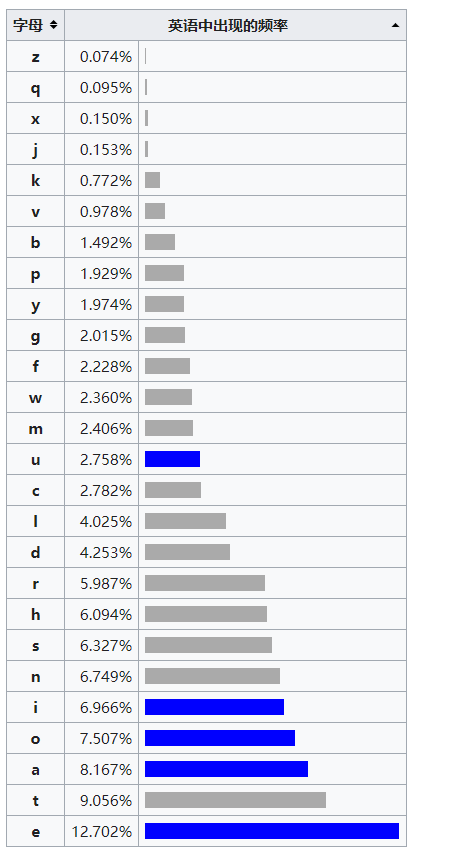 字母 英语中出现的频率
z 0.074%
q 0.095%
x 0.150%
j 0.153%
k 0.772%
v 0.978%
b 1.492%
p 1.929%
y 1.974%
g 2.015%
f 2.228%
w 2.360%
m 2.406%
u 2.758%
c 2.782%
l 4.025%
d 4.253%
r 5.987%
h 6.094%
s 6.327%
n 6.749%
i 6.966%
o 7.507%
a 8.167%
t 9.056%
e 12.702%